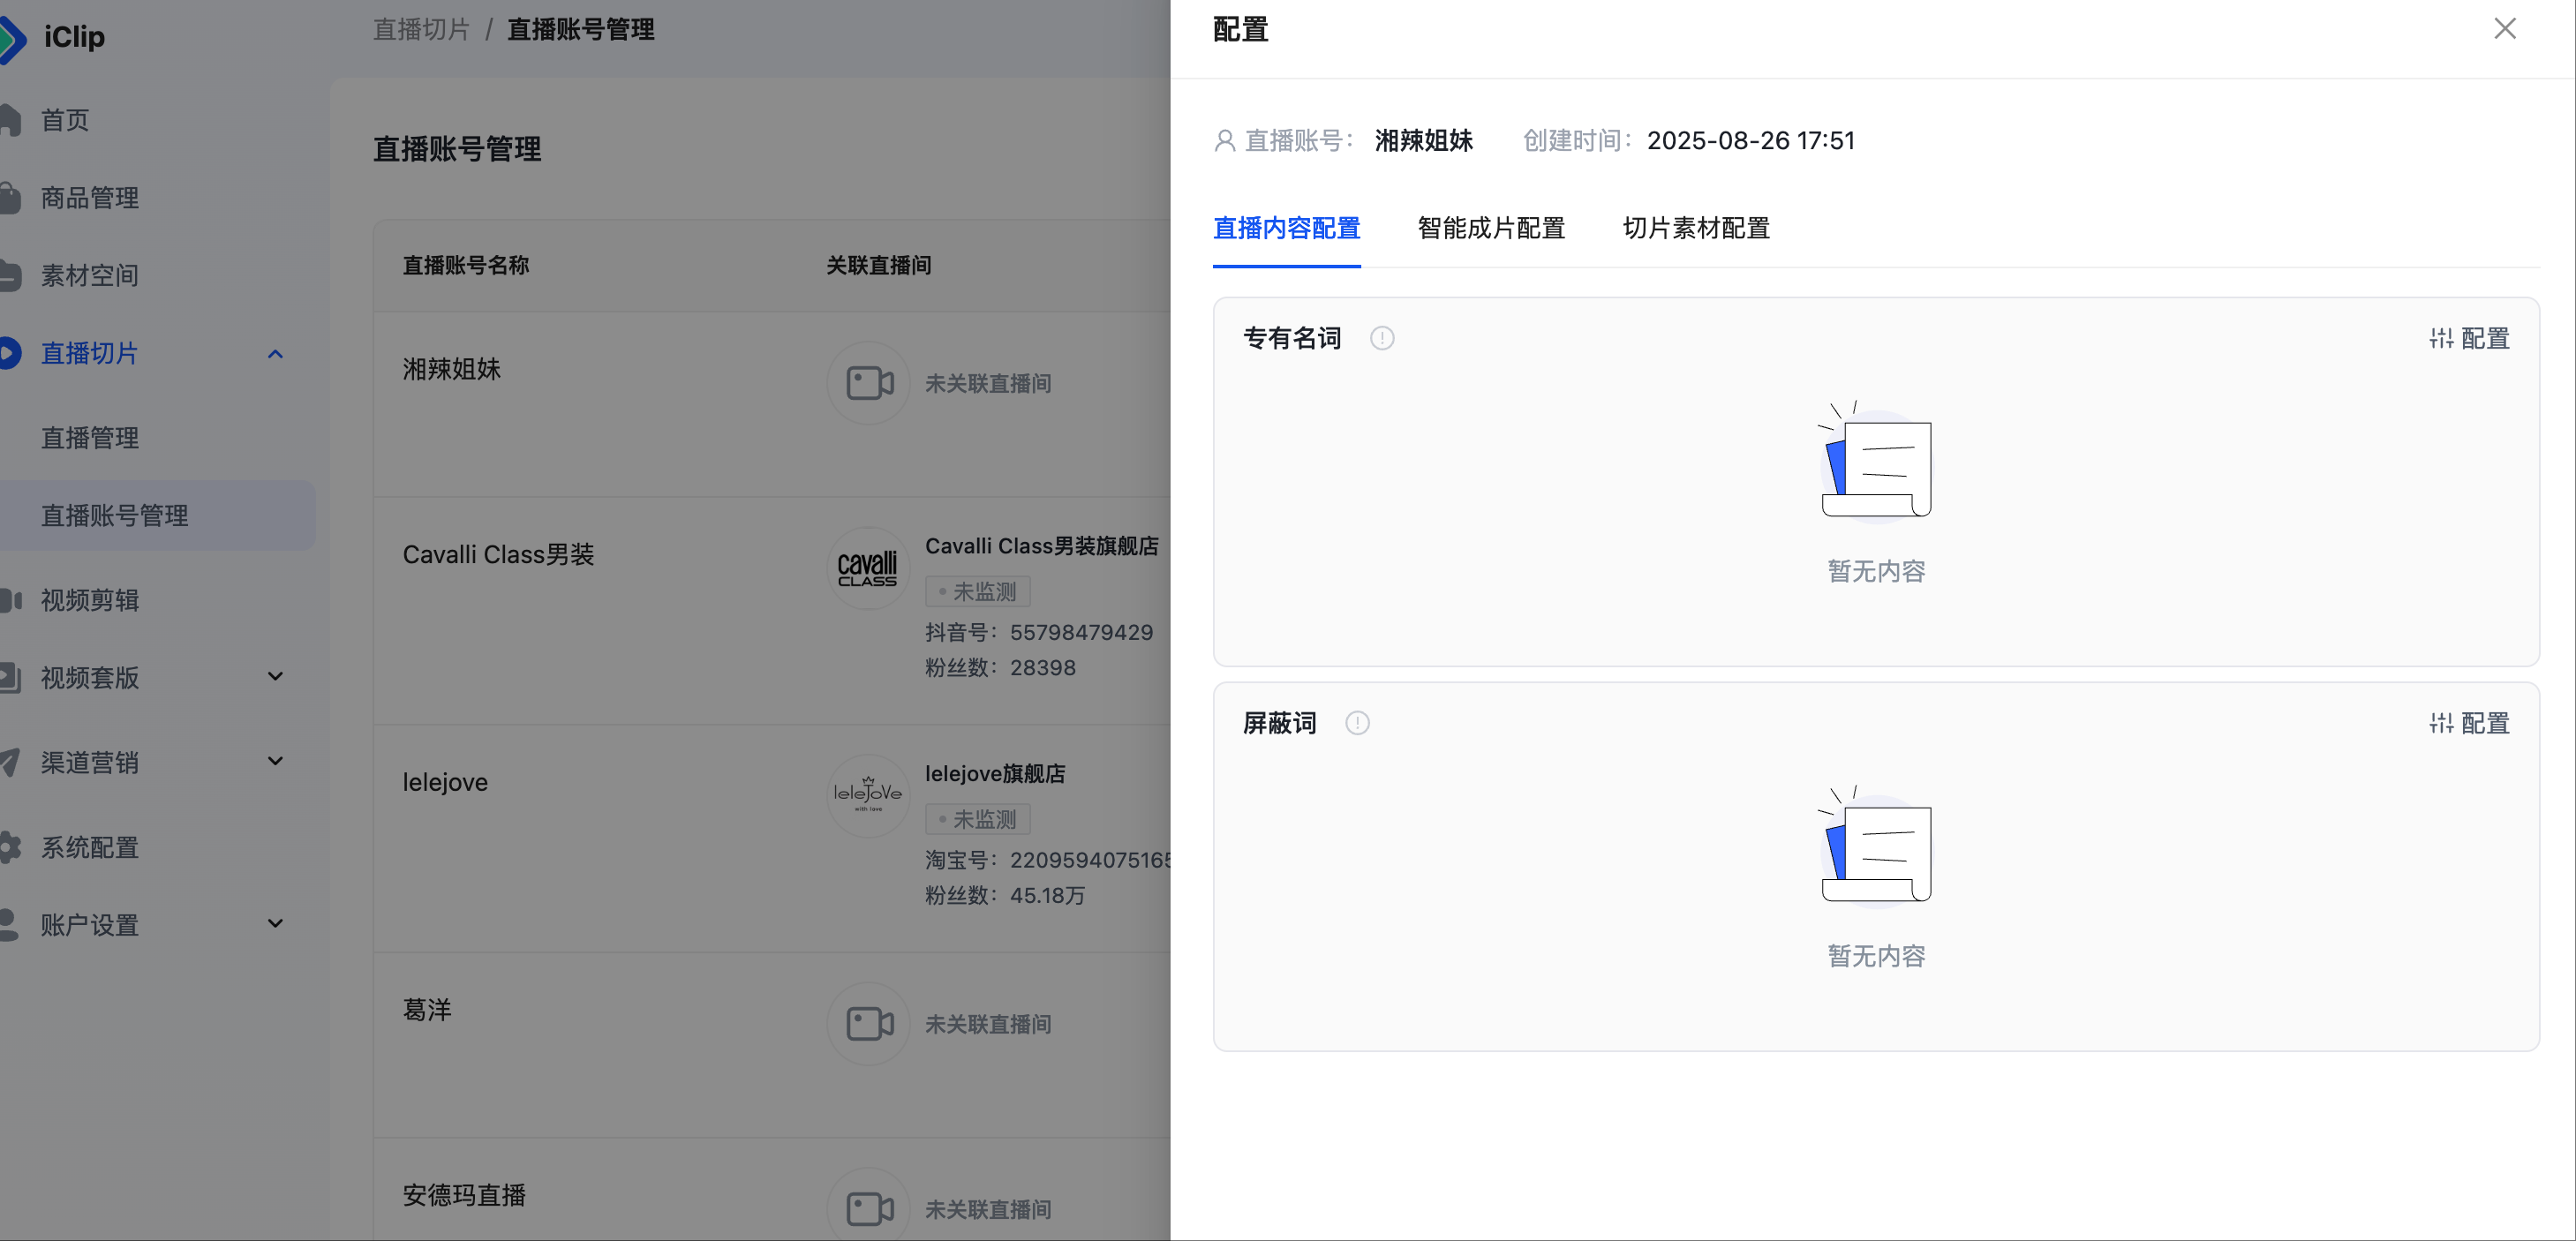 iClip
首页
商品管理
素材空间
直播切片
直播管理
直播账号管理
视频剪辑
视频套版
渠道营销
系统配置
账户设置
直播切片 / 直播账号管理
直播账号管理
直播账号名称 关联直播间
湘辣姐妹 未关联直播间
Cavalli Class男装
cavalli
CLASS
Cavalli Class男装旗舰店
未监测
抖音号：55798479429
粉丝数：28398
lelejove
leleJoVe
with love
lelejove旗舰店
未监测
淘宝号：2209594075165
粉丝数：45.18万
葛洋 未关联直播间
安德玛直播 未关联直播间
配置
直播账号： 湘辣姐妹 创建时间： 2025-08-26 17:51
直播内容配置 智能成片配置 切片素材配置
专有名词 配置
暂无内容
屏蔽词 配置
暂无内容